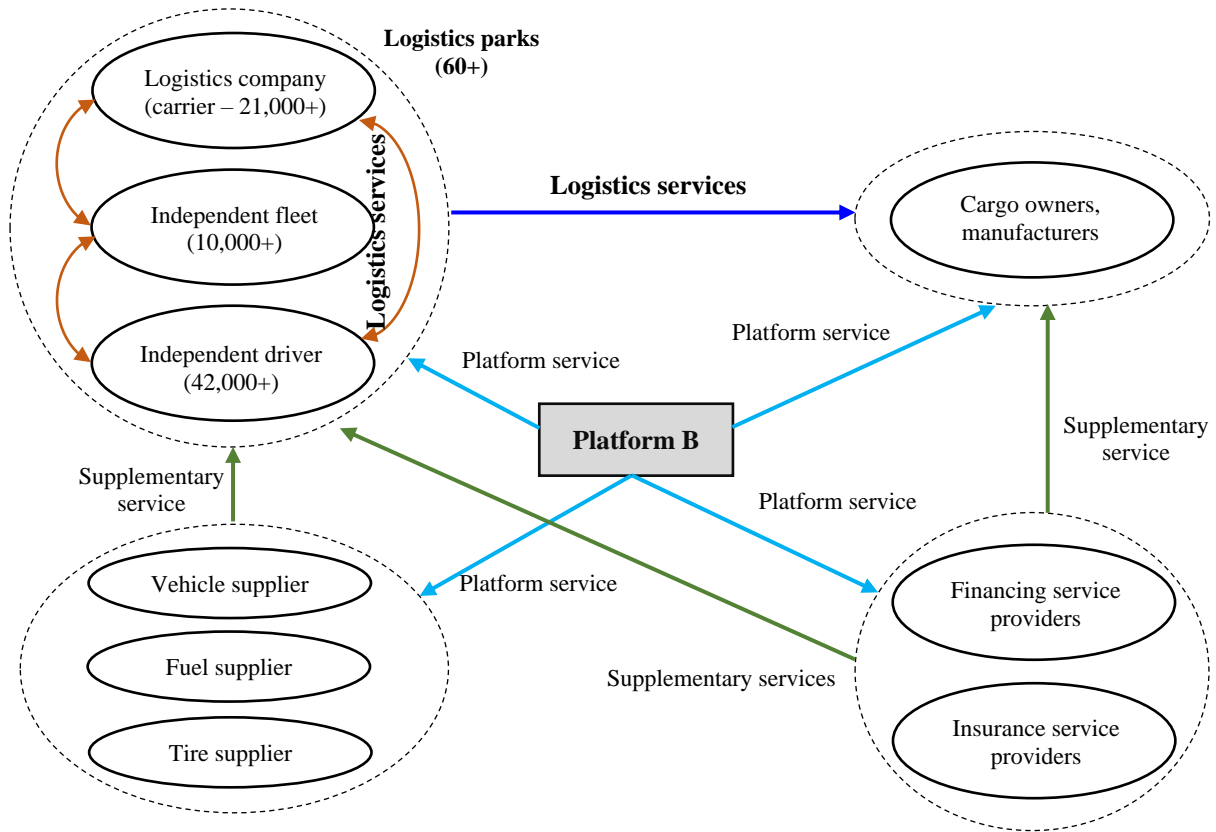 Logistics parks
(60+)
Logistics company
(carrier – 21,000+)
Independent fleet
(10,000+)
Independent driver
(42,000+)
Logistics services
Logistics services
Cargo owners,
manufacturers
Platform service
Platform service
Platform B
Supplementary
service
Supplementary
service
Platform service
Platform service
Vehicle supplier
Fuel supplier
Tire supplier
Supplementary services
Financing service
providers
Insurance service
providers